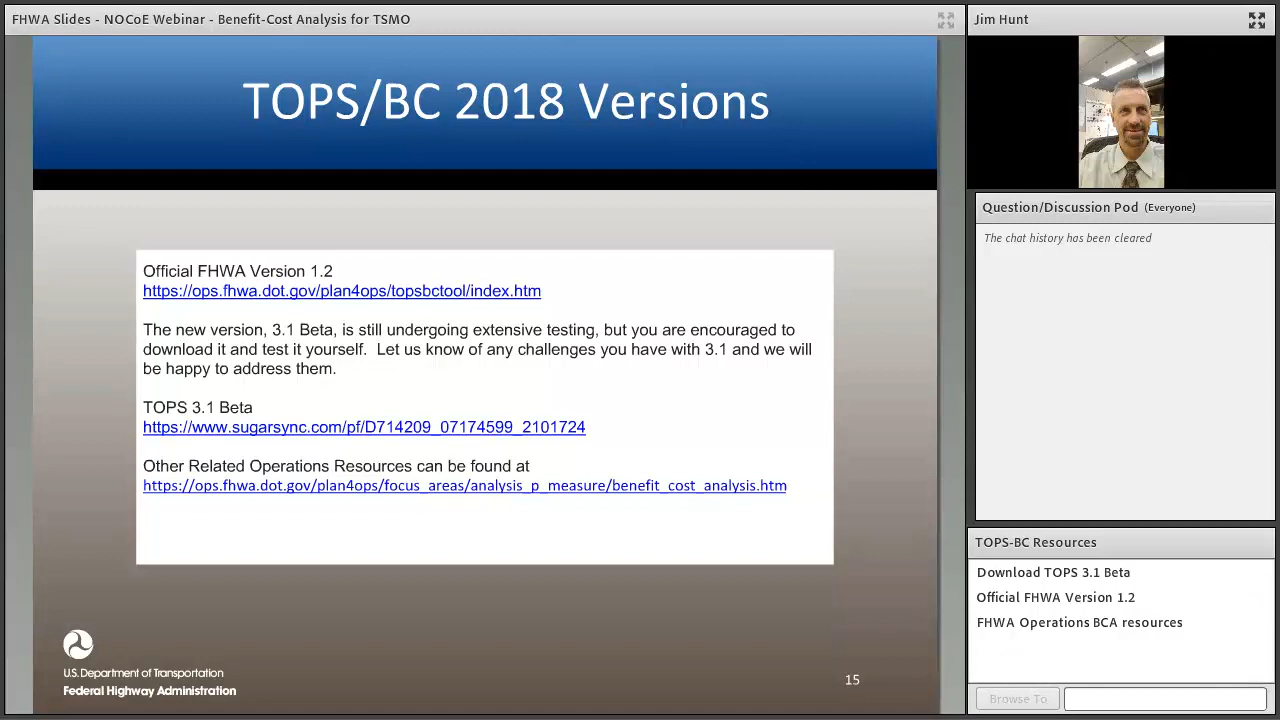 FHWA Slides - NOCoE Webinar - Benefit-Cost Analysis for TSMO
TOPS/BC 2018 Versions
Official FHWA Version 1.2
https://ops.fhwa.dot.gov/plan4ops/topsbctool/index.htm
The new version, 3.1 Beta, is still undergoing extensive testing, but you are encouraged to
download it and test it yourself.  Let us know of any challenges you have with 3.1 and we will
be happy to address them.
TOPS 3.1 Beta
https://www.sugarsync.com/pf/D714209_07174599_2101724
Other Related Operations Resources can be found at
https://ops.fhwa.dot.gov/plan4ops/focus_areas/analysis_p_measure/benefit_cost_analysis.htm
U.S. Department of Transportation
Federal Highway Administration
15
Jim Hunt
Question/Discussion Pod (Everyone)
The chat history has been cleared
TOPS-BC Resources
Download TOPS 3.1 Beta
Official FHWA Version 1.2
FHWA Operations BCA resources
Browse To